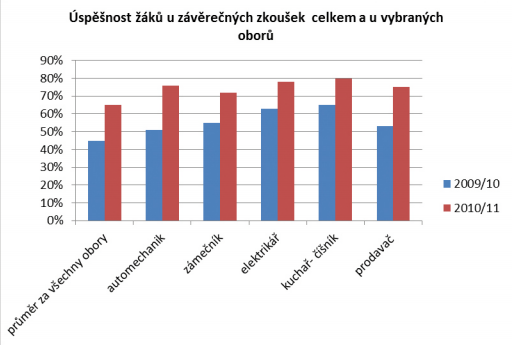 Úspěšnost žáků u závěrečných zkoušek celkem a u vybraných
oborů
90%
80%
70%
60%
50%
40%
30%
20%
10%
0%
průměr za všechny obory
automechanik
zámečník
elektrikář
kuchař- číšník
prodavač
2009/10
2010/11